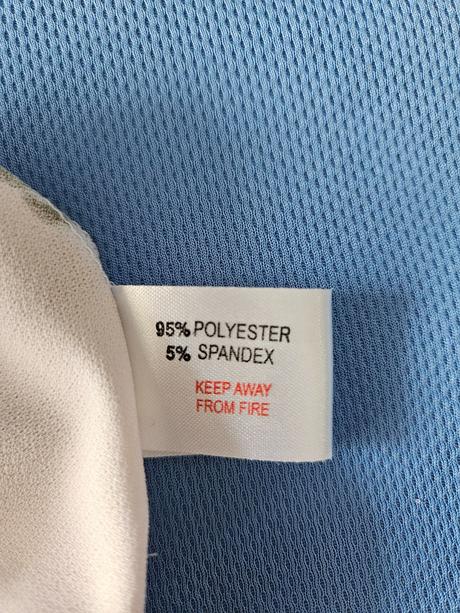 95% POLYESTER
5% SPANDEX
KEEP AWAY
FROM FIRE